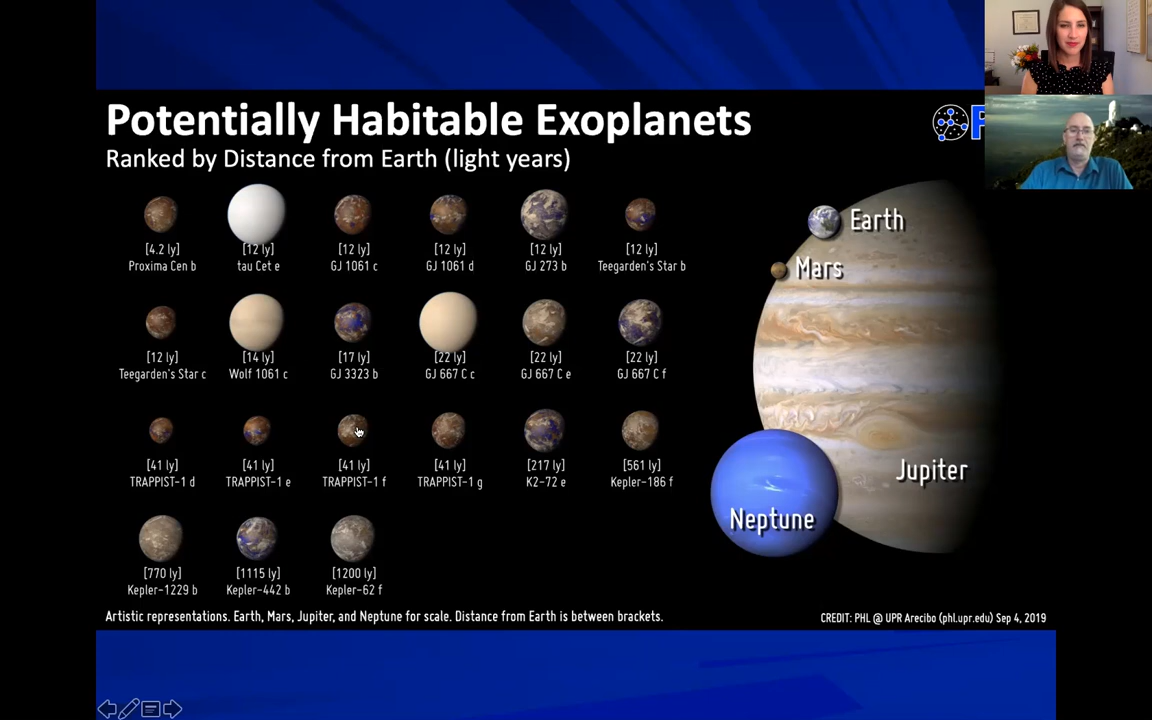 Potentially Habitable Exoplanets
Ranked by Distance from Earth (light years)
[4.2 ly] [12 ly] [12 ly] [12 ly] [12 ly] [12 ly]
Proxima Cen b tau Cet e GJ 1061 c GJ 1061 d GJ 273 b Teegarden's Star b
[12 ly] [14 ly] [17 ly] [22 ly] [22 ly] [22 ly]
Teegarden's Star c Wolf 1061 c GJ 3323 b GJ 667 C c GJ 667 C e GJ 667 C f
[41 ly] [41 ly] [41 ly] [41 ly] [217 ly] [561 ly]
TRAPPIST-1 d TRAPPIST-1 e TRAPPIST-1 f TRAPPIST-1 g K2-72 e Kepler-186 f
[770 ly] [1115 ly] [1200 ly]
Kepler-1229 b Kepler-442 b Kepler-62 f
Earth
Mars
Jupiter
Neptune
Artistic representations. Earth, Mars, Jupiter, and Neptune for scale. Distance from Earth is between brackets.
CREDIT: PHL @ UPR Arecibo (phl.upr.edu) Sep 4, 2019